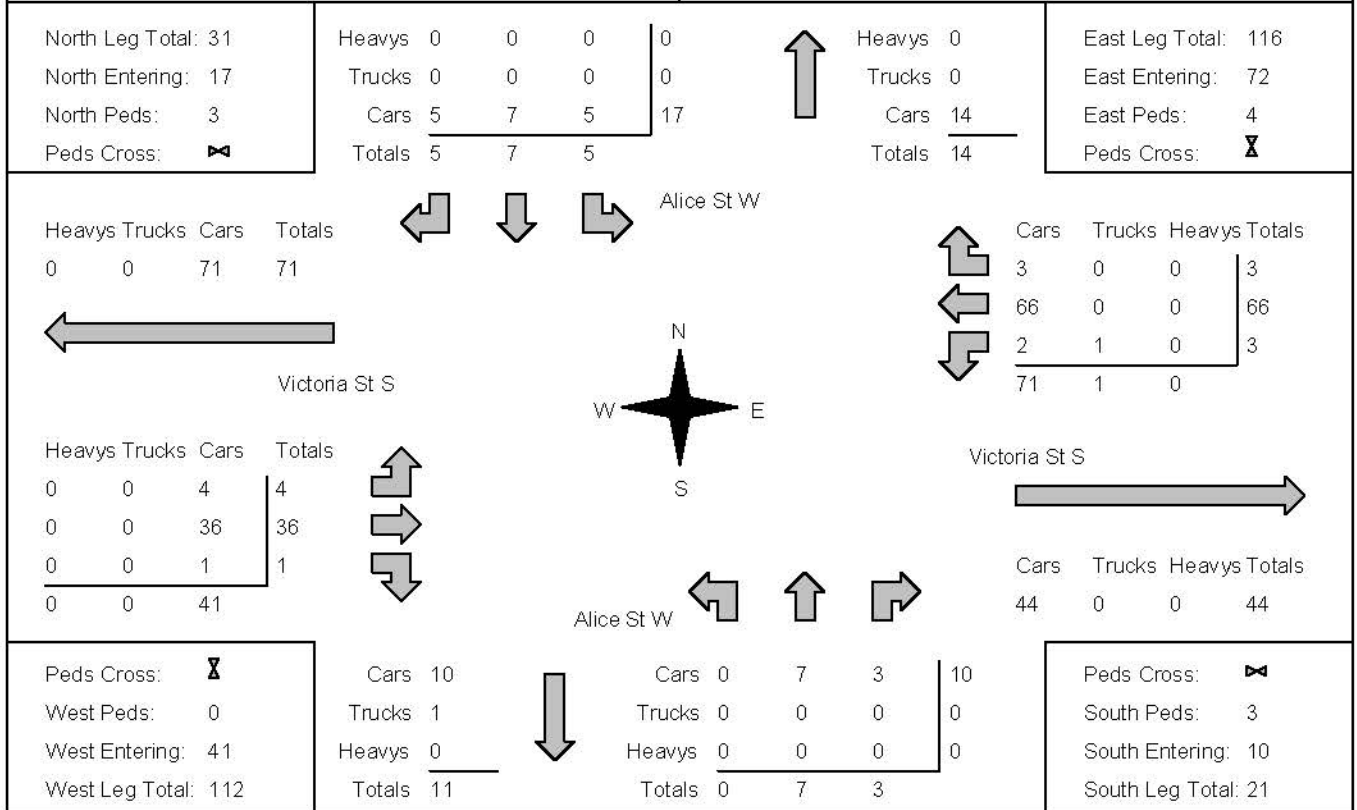 North Leg Total: 31
North Entering: 17
North Peds: 3
Peds Cross:
Heavys 0 0 0 0
Trucks 0 0 0 0
Cars 5 7 5 17
Totals 5 7 5
Heavys 0
Trucks 0
Cars 14
Totals 14
East Leg Total: 116
East Entering: 72
East Peds: 4
Peds Cross:
Alice St W
Heavys Trucks Cars Totals
0 0 71 71
Cars Trucks Heavys Totals
3 0 0 3
66 0 0 66
2 1 0 3
71 1 0
Victoria St S
N
W E
S
Heavys Trucks Cars Totals
0 0 4 4
0 0 36 36
0 0 1 1
0 0 41
Victoria St S
Cars Trucks Heavys Totals
44 0 0 44
Alice St W
Peds Cross:
West Peds: 0
West Entering: 41
West Leg Total: 112
Cars 10
Trucks 1
Heavys 0
Totals 11
Cars 0 7 3 10
Trucks 0 0 0 0
Heavys 0 0 0 0
Totals 0 7 3
Peds Cross:
South Peds: 3
South Entering: 10
South Leg Total: 21